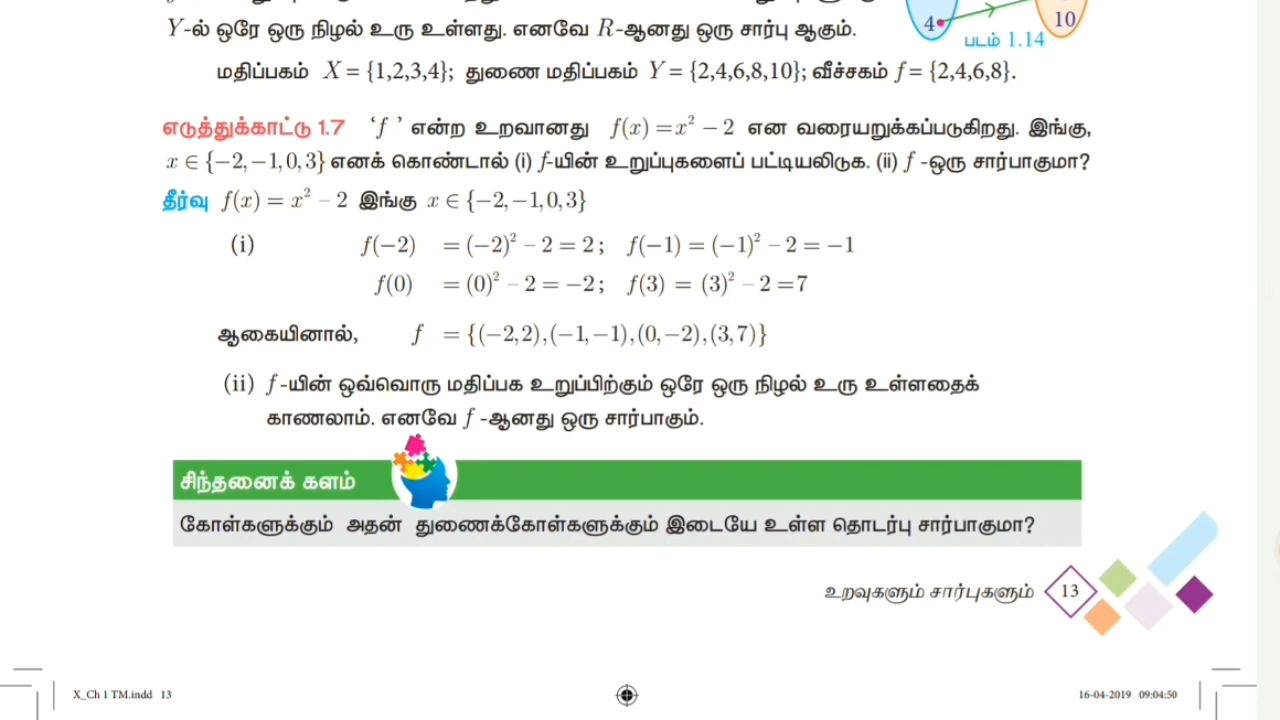 Y-ல் ஒரே ஒரு நிழல் உரு உள்ளது. எனவே R-ஆனது ஒரு சார்பு ஆகும்.
4 10
படம் 1.14
மதிப்பகம் X = {1,2,3,4}; துணை மதிப்பகம் Y = {2,4,6,8,10}; வீச்சகம் f = {2,4,6,8}.
எடுத்துக்காட்டு 1.7 ‘f ’ என்ற உறவானது f(x) = x² – 2 என வரையறுக்கப்படுகிறது. இங்கு,
x ∈ {−2,−1,0,3} எனக் கொண்டால் (i) f-யின் உறுப்புகளைப் பட்டியலிடுக. (ii) f -ஒரு சார்பாகுமா?
தீர்வு f(x) = x² – 2 இங்கு x ∈ {−2,−1,0,3}
(i) f(−2) = (−2)² – 2 = 2 ; f(−1) = (−1)² – 2 = −1
f(0) = (0)² – 2 = −2 ; f(3) = (3)² – 2 = 7
ஆகையினால், f = {(−2,2),(−1,−1),(0,−2),(3,7)}
(ii) f -யின் ஒவ்வொரு மதிப்பக உறுப்பிற்கும் ஒரே ஒரு நிழல் உரு உள்ளதைக்
காணலாம். எனவே f -ஆனது ஒரு சார்பாகும்.
சிந்தனைக் களம்
கோள்களுக்கும் அதன் துணைக்கோள்களுக்கும் இடையே உள்ள தொடர்பு சார்பாகுமா?
உறவுகளும் சார்புகளும் 13
X_Ch 1 TM.indd 13 16-04-2019 09:04:50